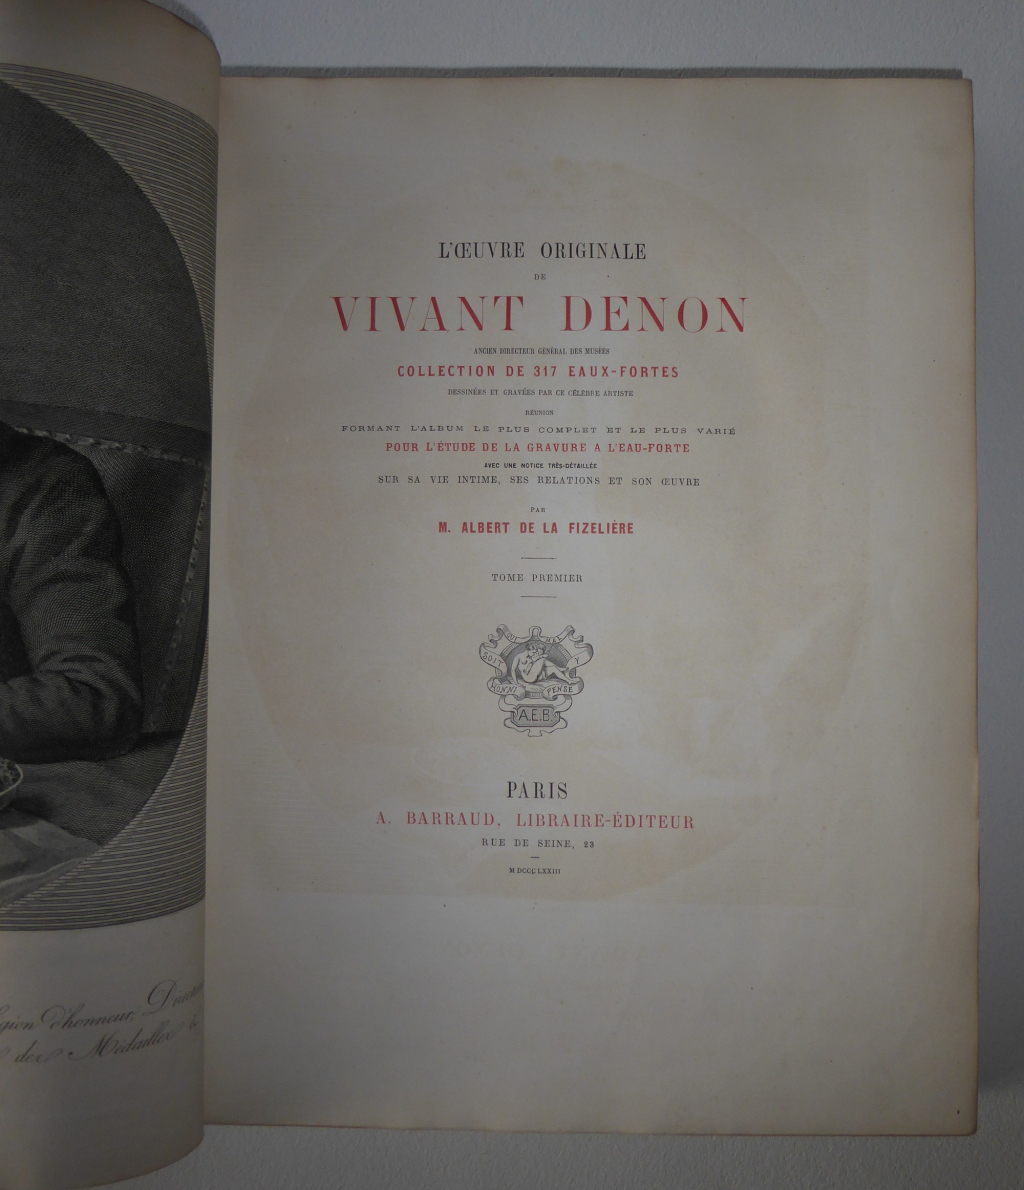 L'ŒUVRE ORIGINALE
DE
VIVANT DENON
ANCIEN DIRECTEUR GÉNÉRAL DES MUSÉES
COLLECTION DE 317 EAUX-FORTES
DESSINÉES ET GRAVÉES PAR CE CÉLÈBRE ARTISTE
RÉUNION
FORMANT L'ALBUM LE PLUS COMPLET ET LE PLUS VARIÉ
POUR L'ÉTUDE DE LA GRAVURE A L'EAU-FORTE
AVEC UNE NOTICE TRÈS-DÉTAILLÉE
SUR SA VIE INTIME, SES RELATIONS ET SON ŒUVRE
PAR
M. ALBERT DE LA FIZELIÈRE
TOME PREMIER
HONNI SOIT QUI MAL Y PENSE
A.E.B.
PARIS
A. BARRAUD, LIBRAIRE-ÉDITEUR
RUE DE SEINE, 23
M DCCC LXXIII
d'honneur,
des Médailles